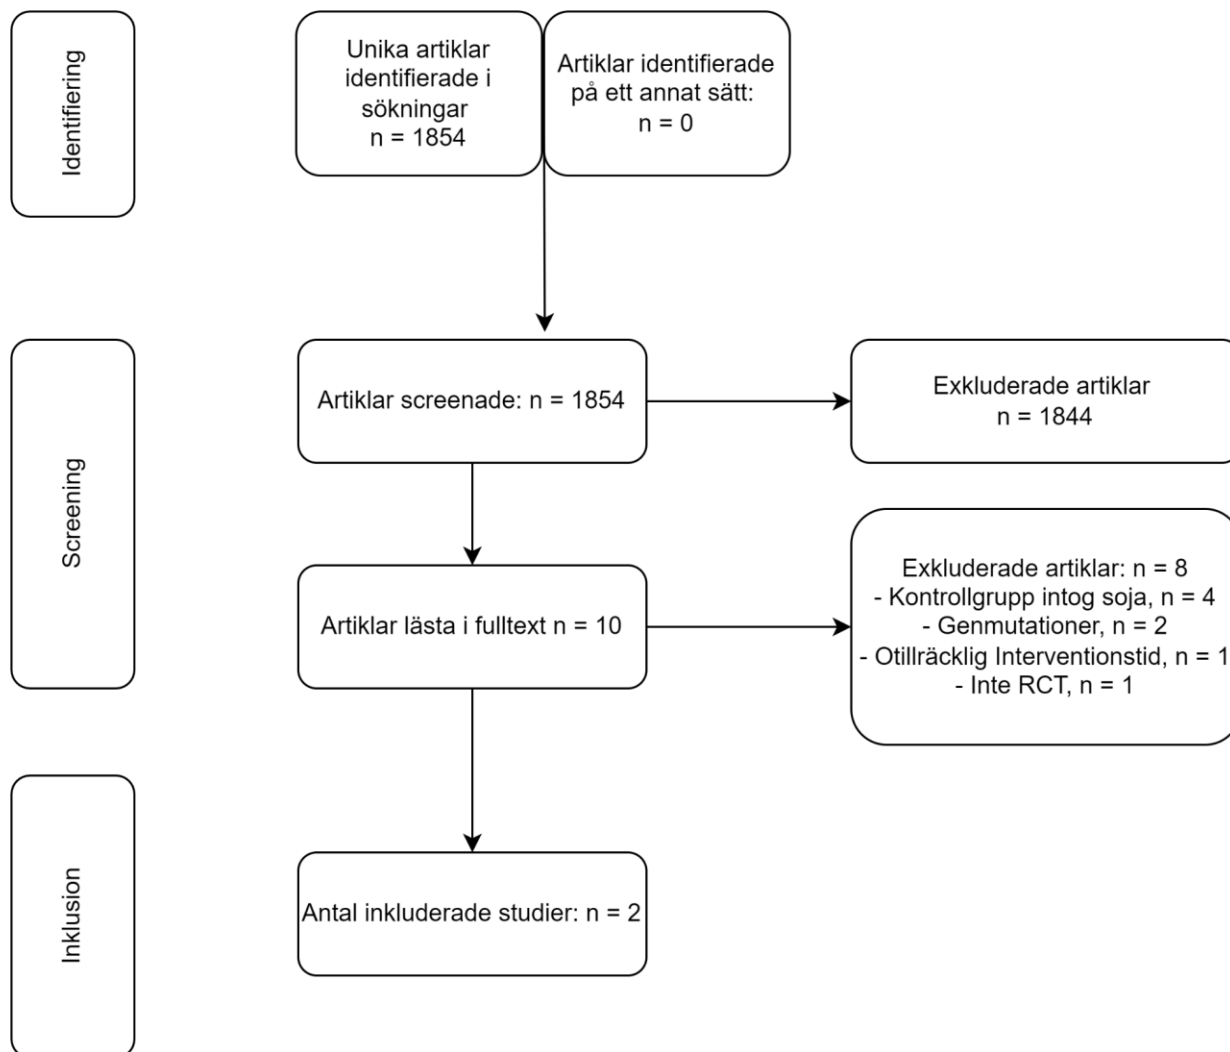 Identifiering
Unika artiklar
identifierade i
sökningar
n = 1854
Artiklar identifierade
på ett annat sätt:
n = 0
Screening
Artiklar screenade: n = 1854
Exkluderade artiklar
n = 1844
Artiklar lästa i fulltext n = 10
Exkluderade artiklar: n = 8
- Kontrollgrupp intog soja, n = 4
- Genmutationer, n = 2
- Otillräcklig Interventionstid, n = 1
- Inte RCT, n = 1
Inklusion
Antal inkluderade studier: n = 2